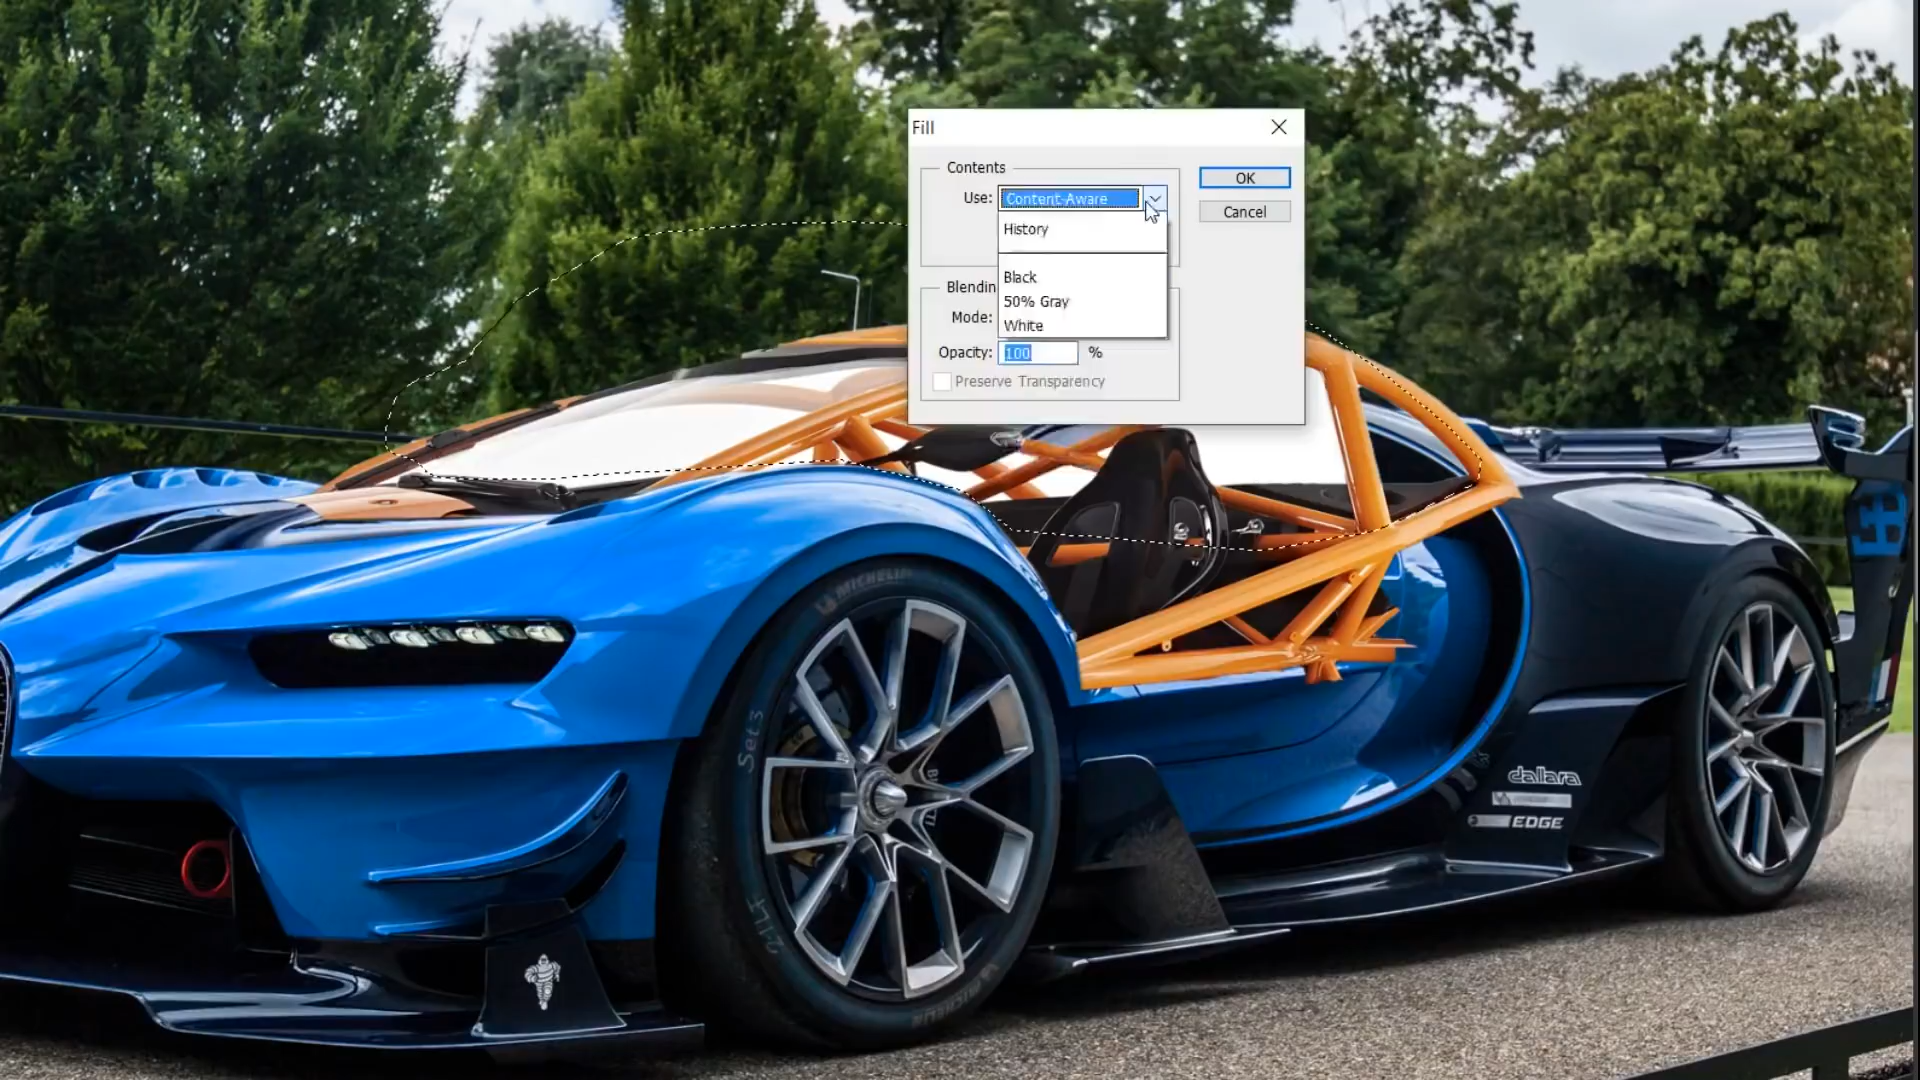 Fill
Contents
Use: Content-Aware
OK
Cancel
History
Black
50% Gray
White
Blendin
Mode:
Opacity: 100 %
Preserve Transparency
MICHELIN
Set3
dallara
EDGE